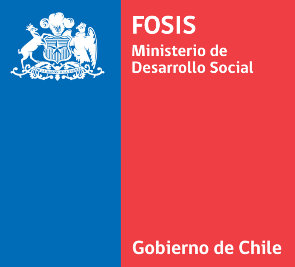 FOSIS
Ministerio de
Desarrollo Social
Gobierno de Chile